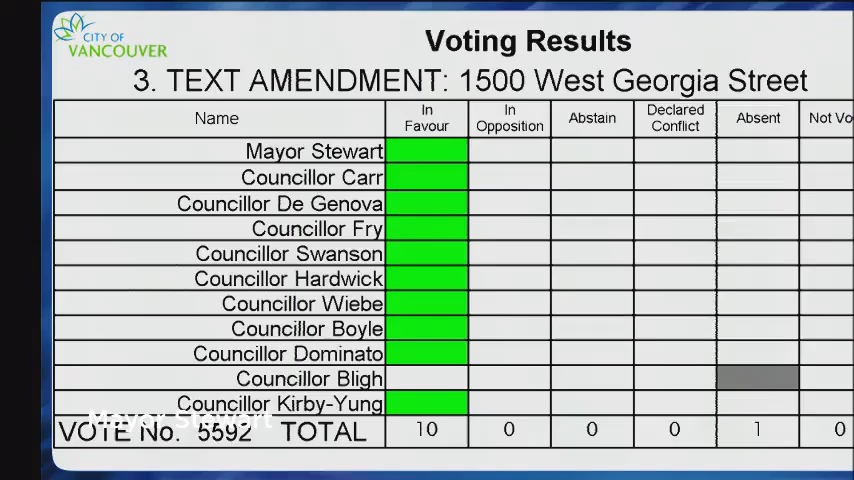 CITY OF
VANCOUVER
Voting Results
3. TEXT AMENDMENT: 1500 West Georgia Street
Name In Favour In Opposition Abstain Declared Conflict Absent Not Vo
Mayor Stewart
Councillor Carr
Councillor De Genova
Councillor Fry
Councillor Swanson
Councillor Hardwick
Councillor Wiebe
Councillor Boyle
Councillor Dominato
Councillor Bligh
Councillor Kirby-Yung
Mayor Stewart
VOTE No. 5592 TOTAL 10 0 0 0 1 0